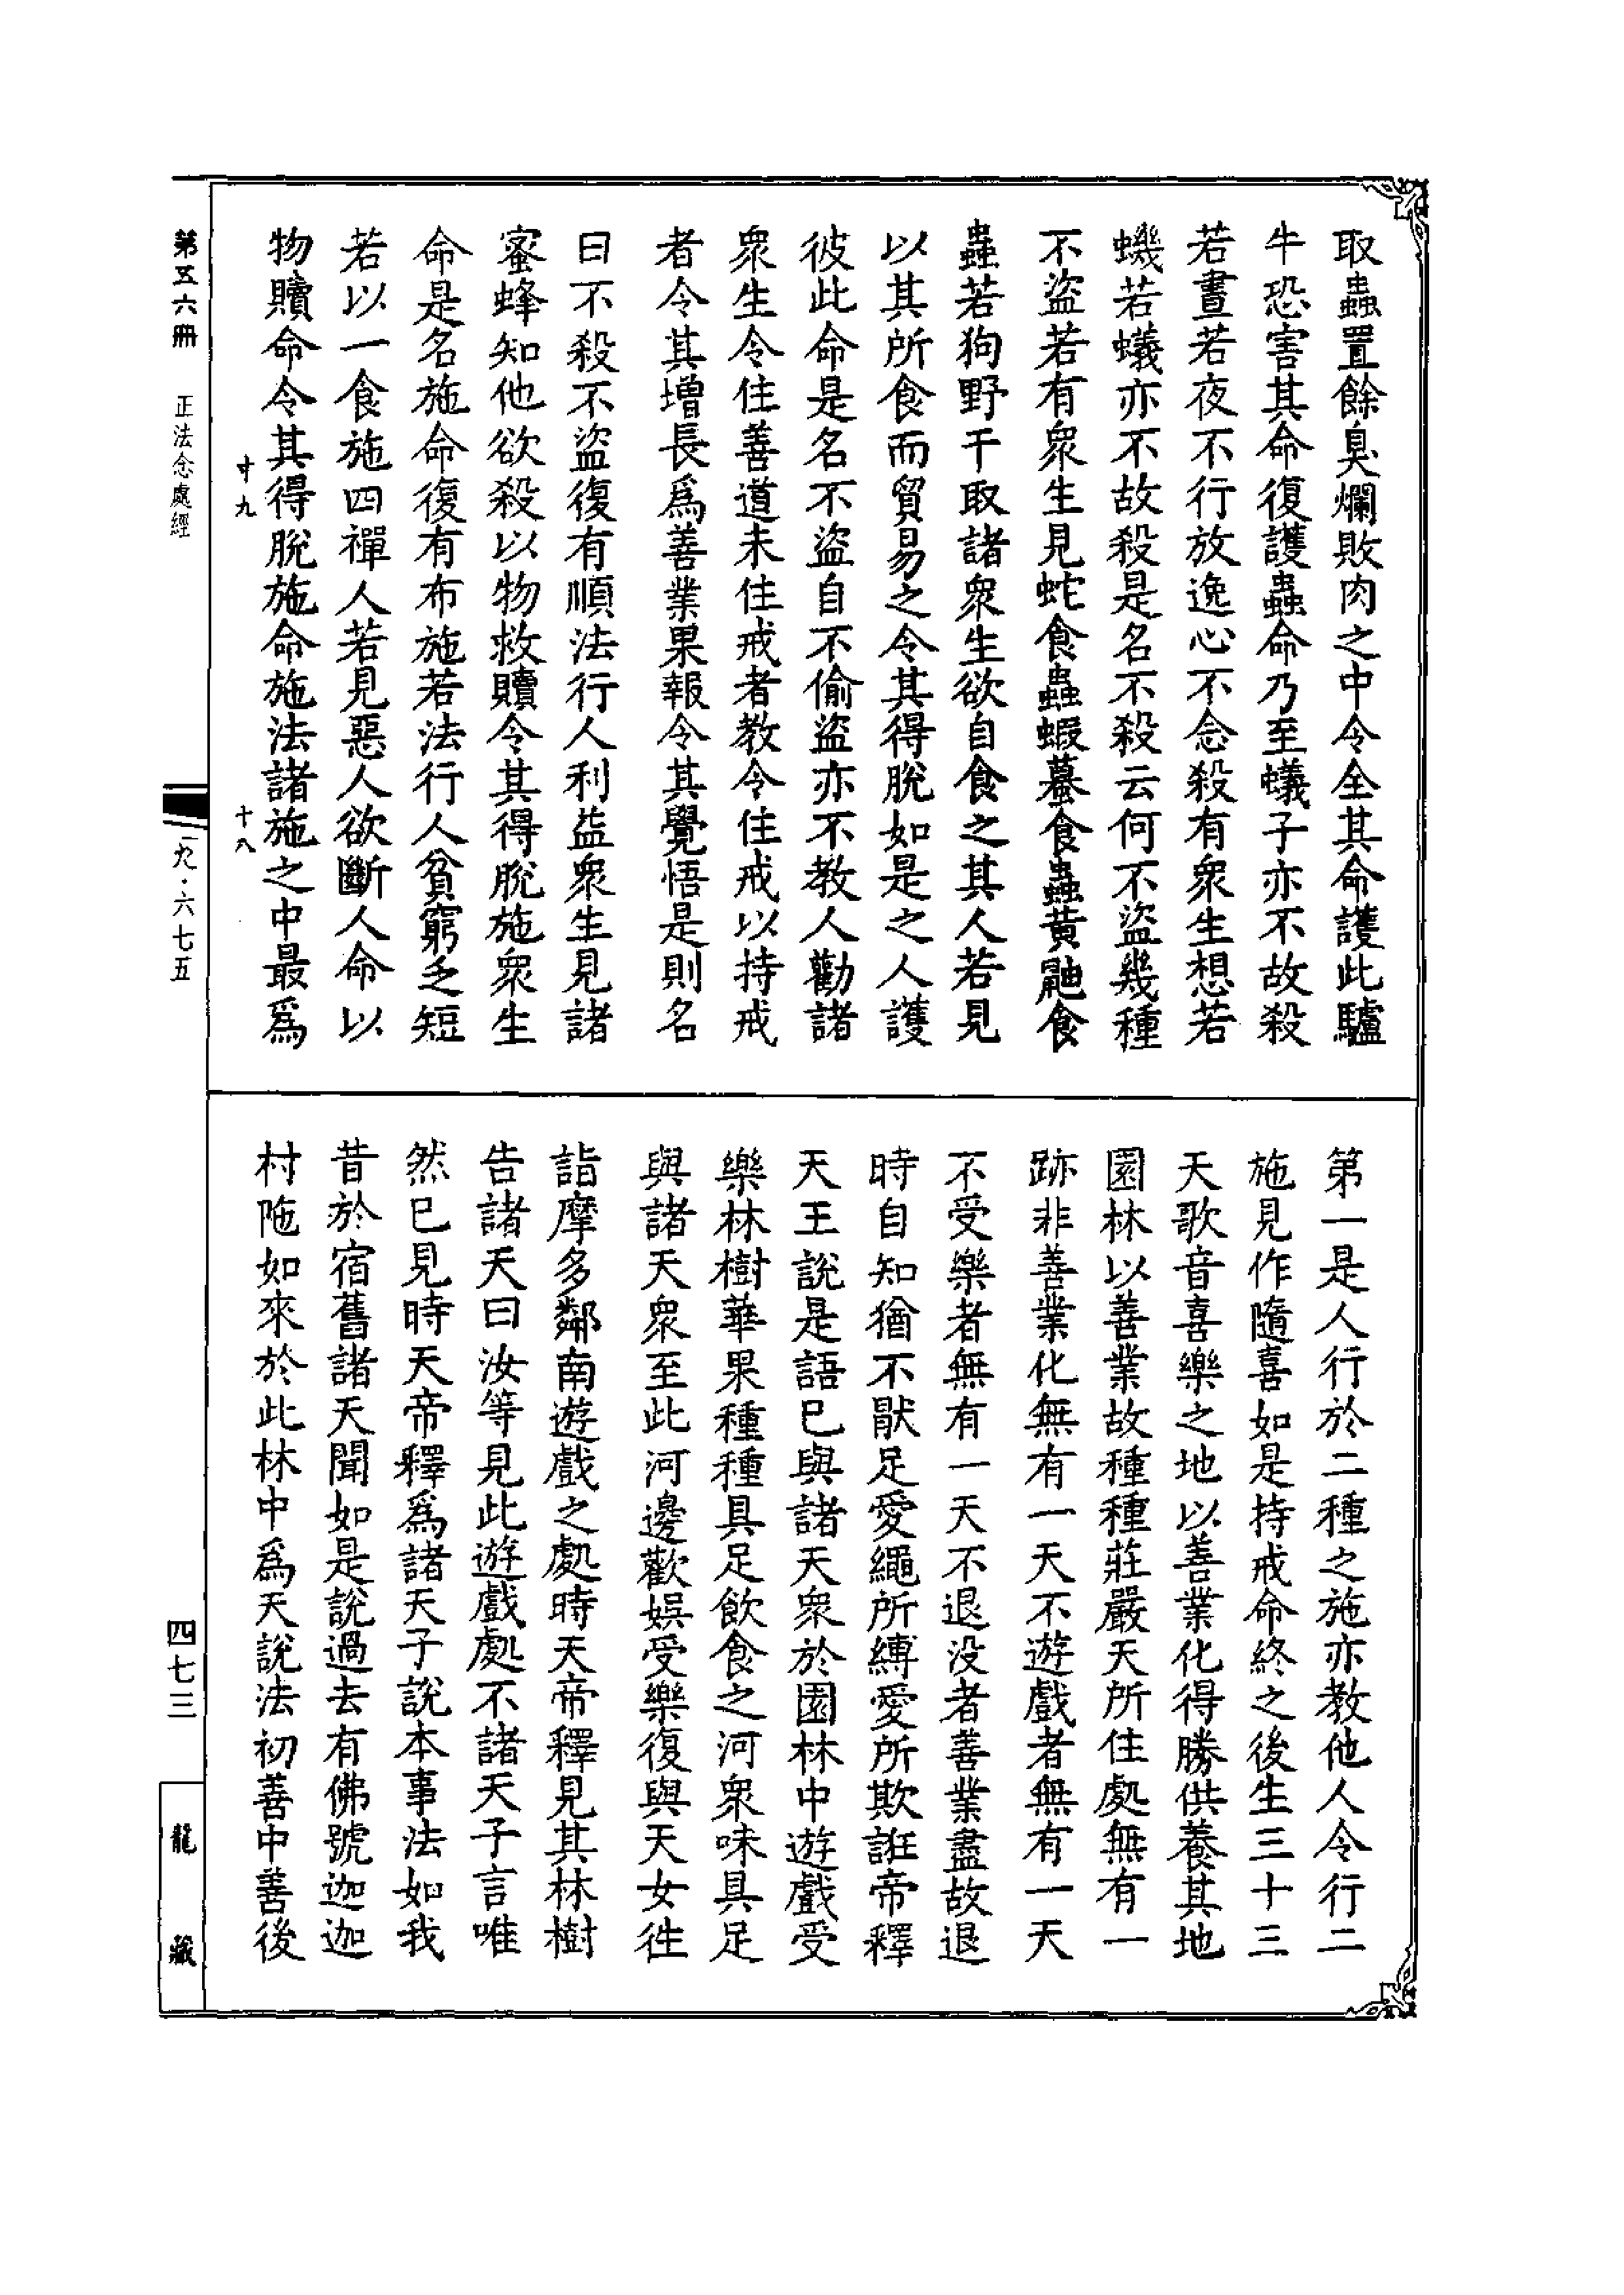 取蟲置餘臭爛敗肉之中令全其命護此驢
牛恐害其命復護蟲命乃至蟻子亦不故殺
若晝若夜不行放逸心不念殺有衆生想若
蟣若蟻亦不故殺是名不殺云何不盜幾種
不盜若有衆生見蛇食蟲蝦蟇食蟲黃鼬食
蟲若狗野干取諸衆生欲自食之其人若見
以其所食而貿易之令其得脫如是之人護
彼此命是名不盜自不偷盜亦不教人勸諸
衆生令住善道未住戒者教令住戒以持戒
者令其增長爲善業果報令其覺悟是則名
曰不殺不盜復有順法行人利益衆生見諸
蜜蜂知他欲殺以物救贖令其得脫施衆生
命是名施命復有布施若法行人貧窮乏短
若以一食施四禪人若見惡人欲斷人命以
物贖命令其得脫施命施法諸施之中最爲
寸九
十八
第一是人行於二種之施亦教他人令行二
施見作隨喜如是持戒命終之後生三十三
天歌音喜樂之地以善業化得勝供養其地
園林以善業故種種莊嚴天所住處無有一
跡非善業化無有一天不遊戲者無有一天
不受樂者無有一天不退没者善業盡故退
時自知猶不猒足愛繩所縛愛所欺誑帝釋
天王說是語已與諸天衆於園林中遊戲受
樂林樹華果種種具足飲食之河衆味具足
與諸天衆至此河邊歡娛受樂復與天女徃
詣摩多鄰南遊戲之處時天帝釋見其林樹
告諸天曰汝等見此遊戲處不諸天子言唯
然已見時天帝釋爲諸天子說本事法如我
昔於宿舊諸天聞如是說過去有佛號迦迦
村陁如來於此林中爲天說法初善中善後
第五六冊
正法念處經
一九·六七五
四七三
龍藏